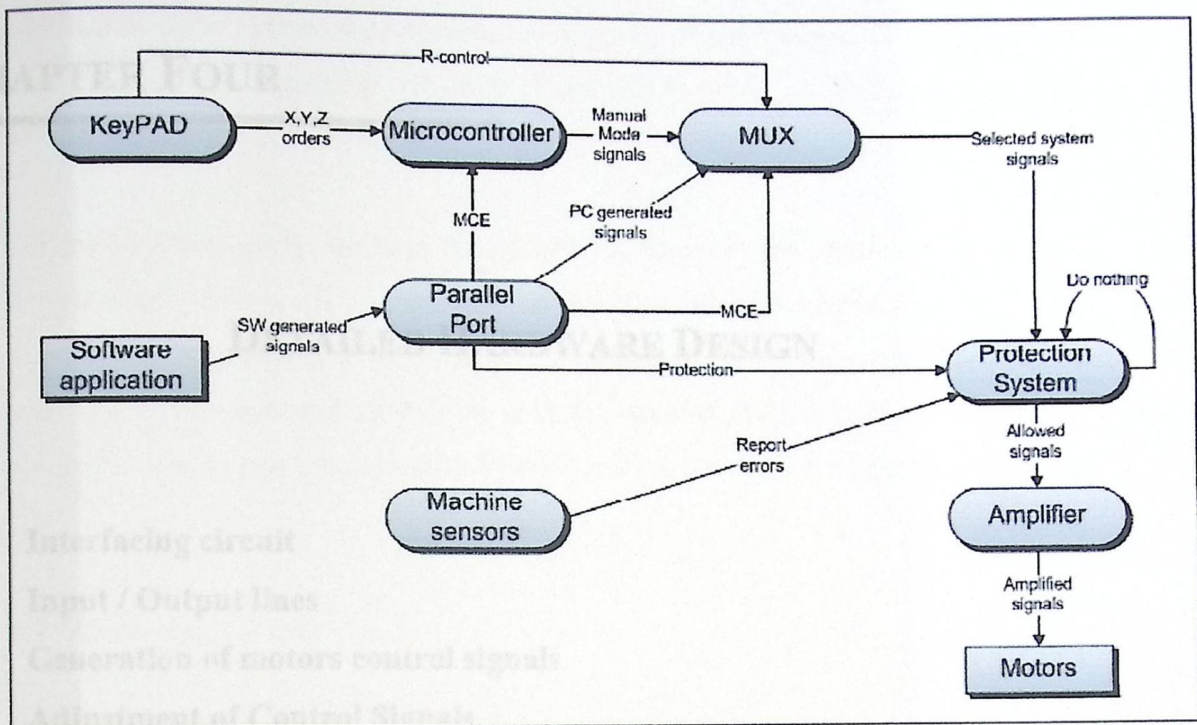 CHAPTER FOUR
R-control
KeyPAD
X,Y,Z
orders
Microcontroller
Manual
Mode
signals
MUX
Selected system
signals
MCE
PC generated
signals
Do nothing
Parallel
Port
MCE
SW generated
signals
DETAILED HARDWARE DESIGN
Software
application
Protection
Protection
System
Report
errors
Allowed
signals
Machine
sensors
Amplifier
Interfacing circuit
Input / Output lines
Amplified
signals
Generation of motors control signals
Motors
Adjustment of Control Signals